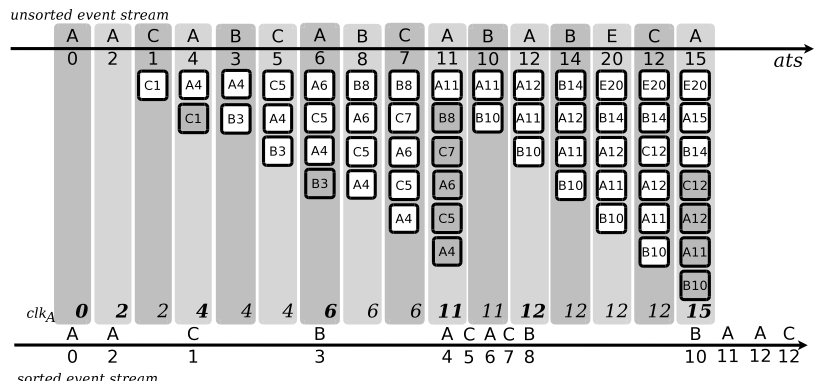 unsorted event stream
A A C A B C A B C A B A B E C A
0 2 1 4 3 5 6 8 7 11 10 12 14 20 12 15
ats
C1 A4 A4 C5 A6 B8 B8 A11 A11 A12 B14 E20 E20 E20
C1 B3 A4 C5 A6 C7 B8 B10 A11 A12 B14 B14 A15
B3 A4 C5 A6 C7 B10 A11 A12 C12 B14
B3 A4 C5 A6 B10 A11 A12 C12
A4 C5 B10 A11 A12
A4 B10 A11
B10
clkA 0 2 2 4 4 4 6 6 6 11 11 12 12 12 12 15
A A C B A C A C B B A A C
0 2 1 3 4 5 6 7 8 10 11 12 12
sorted event stream